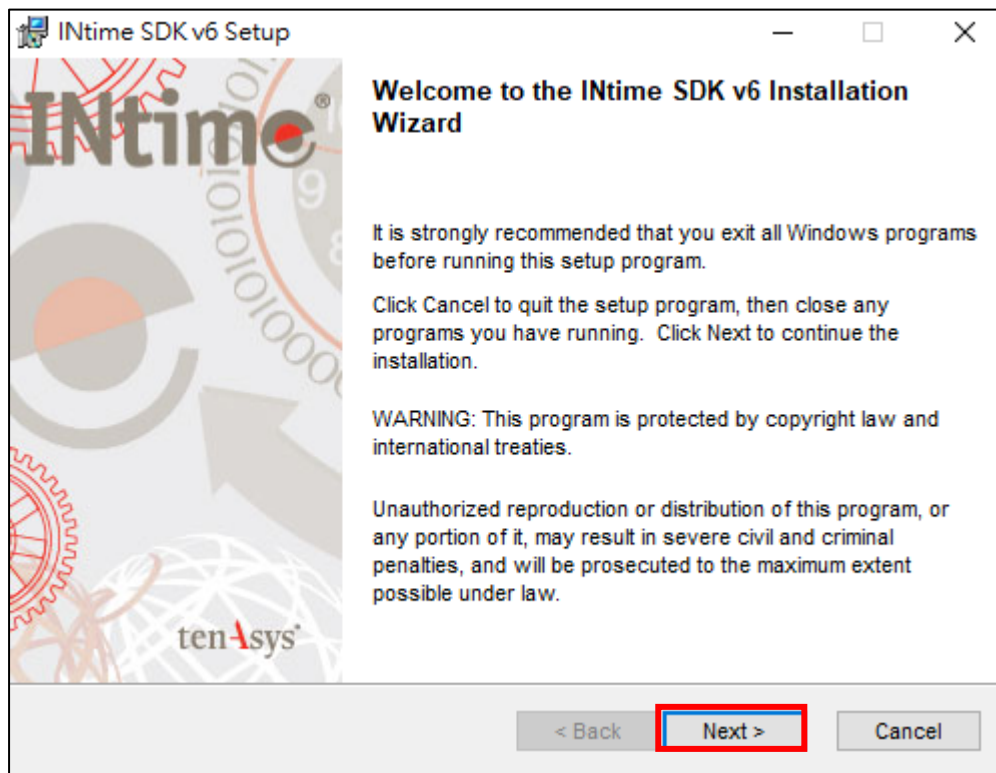 INtime SDK v6 Setup
INtime®
Welcome to the INtime SDK v6 Installation
Wizard
It is strongly recommended that you exit all Windows programs
before running this setup program.
Click Cancel to quit the setup program, then close any
programs you have running.  Click Next to continue the
installation.
WARNING: This program is protected by copyright law and
international treaties.
Unauthorized reproduction or distribution of this program, or
any portion of it, may result in severe civil and criminal
penalties, and will be prosecuted to the maximum extent
possible under law.
tenAsys
< Back
Next >
Cancel